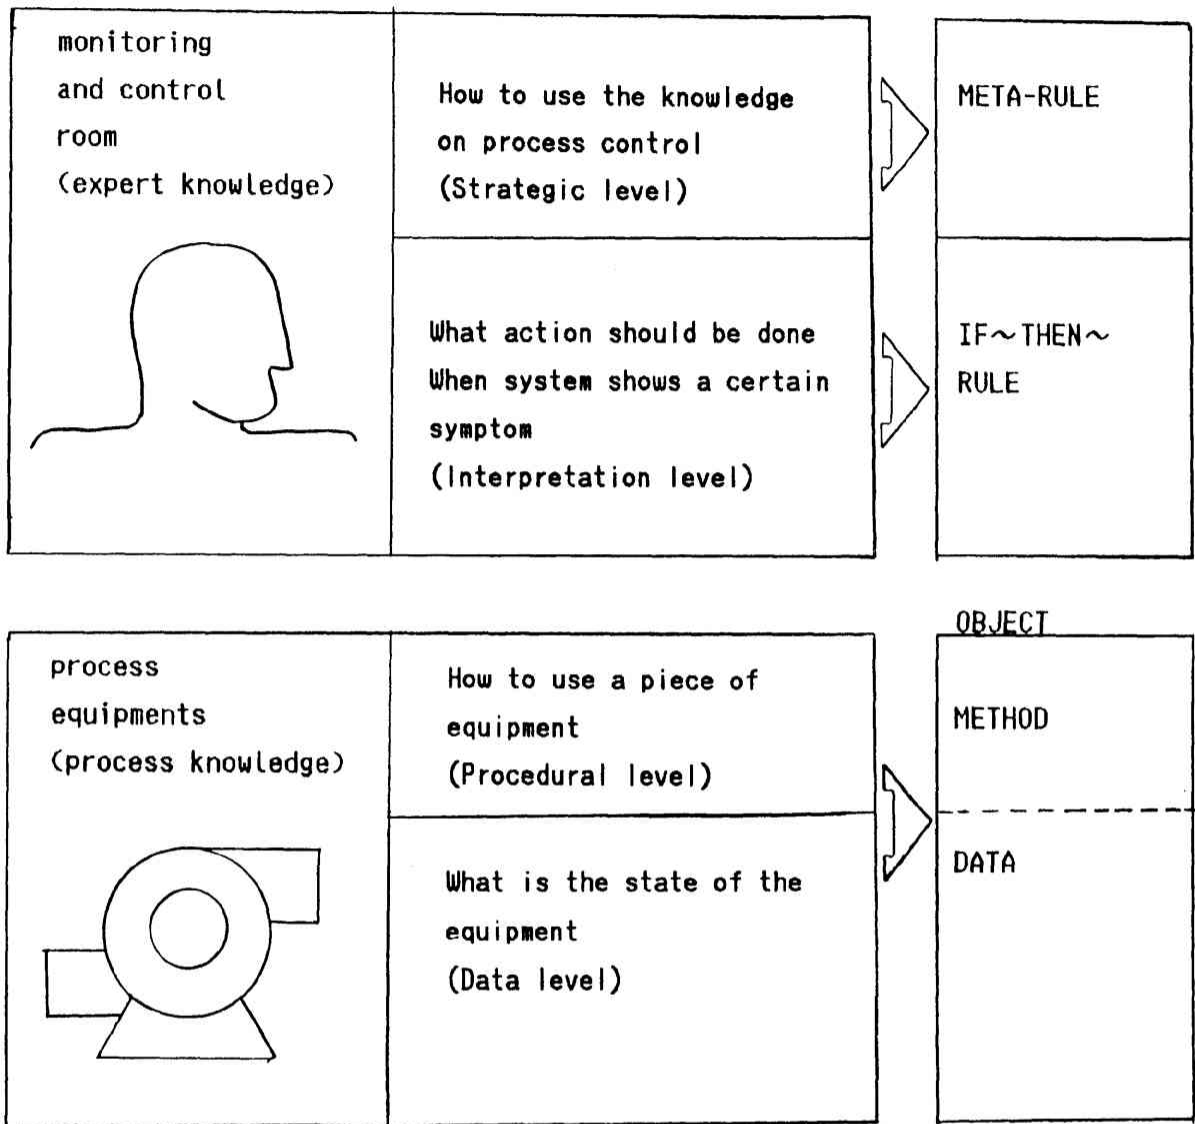 monitoring
and control
room
(expert knowledge)
How to use the knowledge
on process control
(Strategic level)
META-RULE
What action should be done
When system shows a certain
symptom
(Interpretation level)
IF~THEN~
RULE
process
equipments
(process knowledge)
How to use a piece of
equipment
(Procedural level)
What is the state of the
equipment
(Data level)
OBJECT
METHOD
DATA